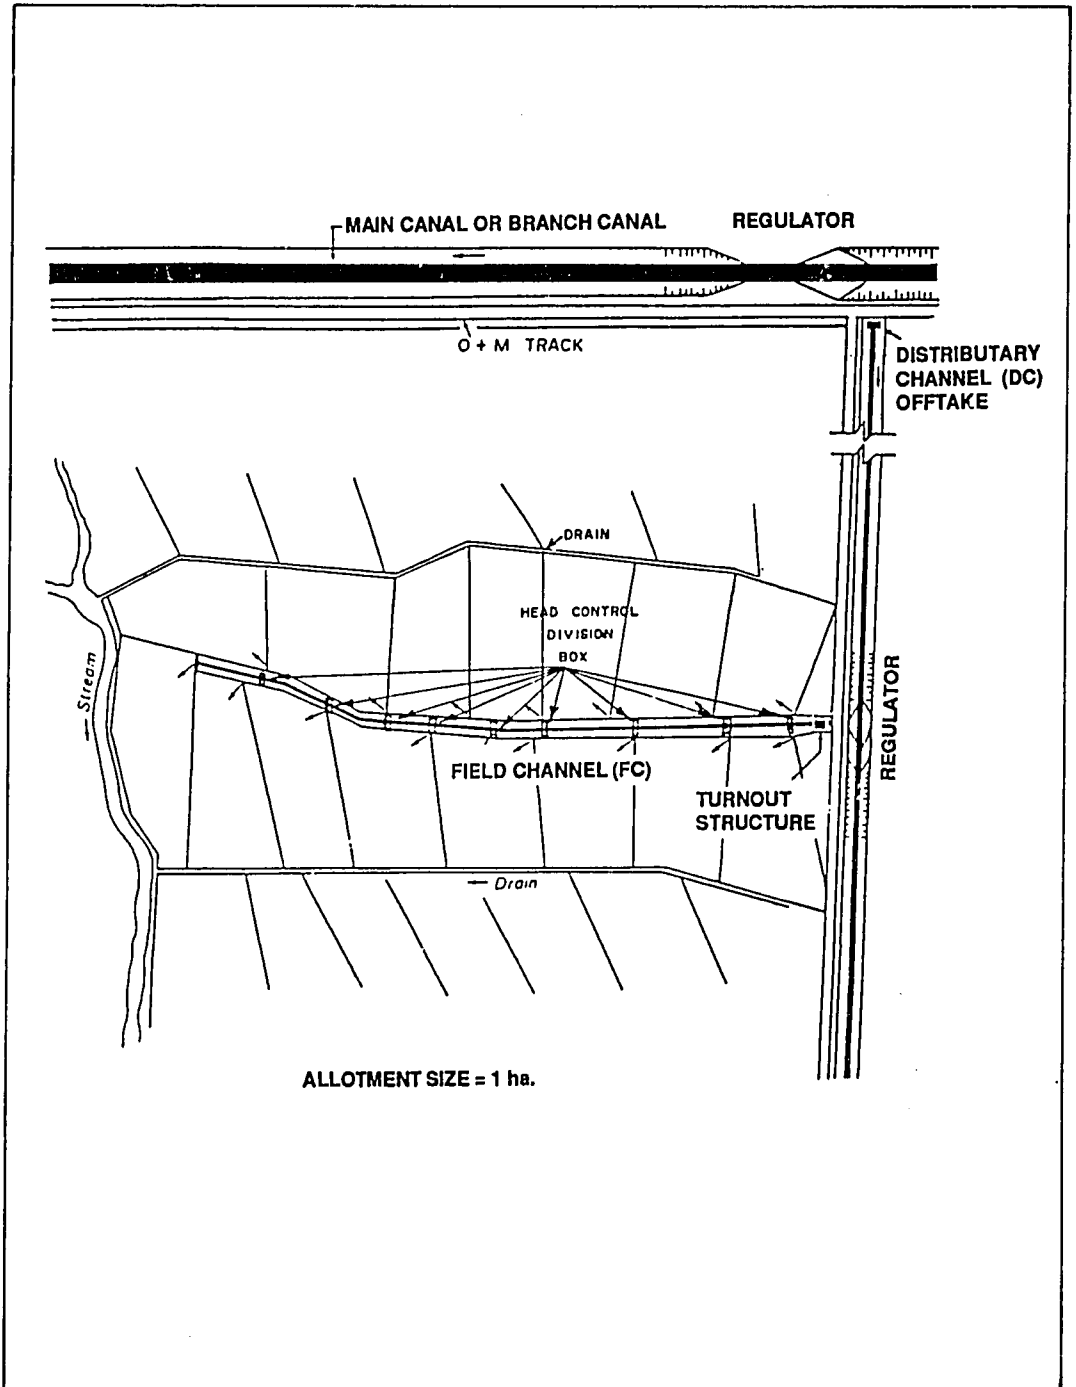 MAIN CANAL OR BRANCH CANAL
REGULATOR
O + M TRACK
DISTRIBUTARY
CHANNEL (DC)
OFFTAKE
DRAIN
HEAD CONTROL
DIVISION
BOX
Stream
REGULATOR
FIELD CHANNEL (FC)
TURNOUT
STRUCTURE
Drain
ALLOTMENT SIZE = 1 ha.